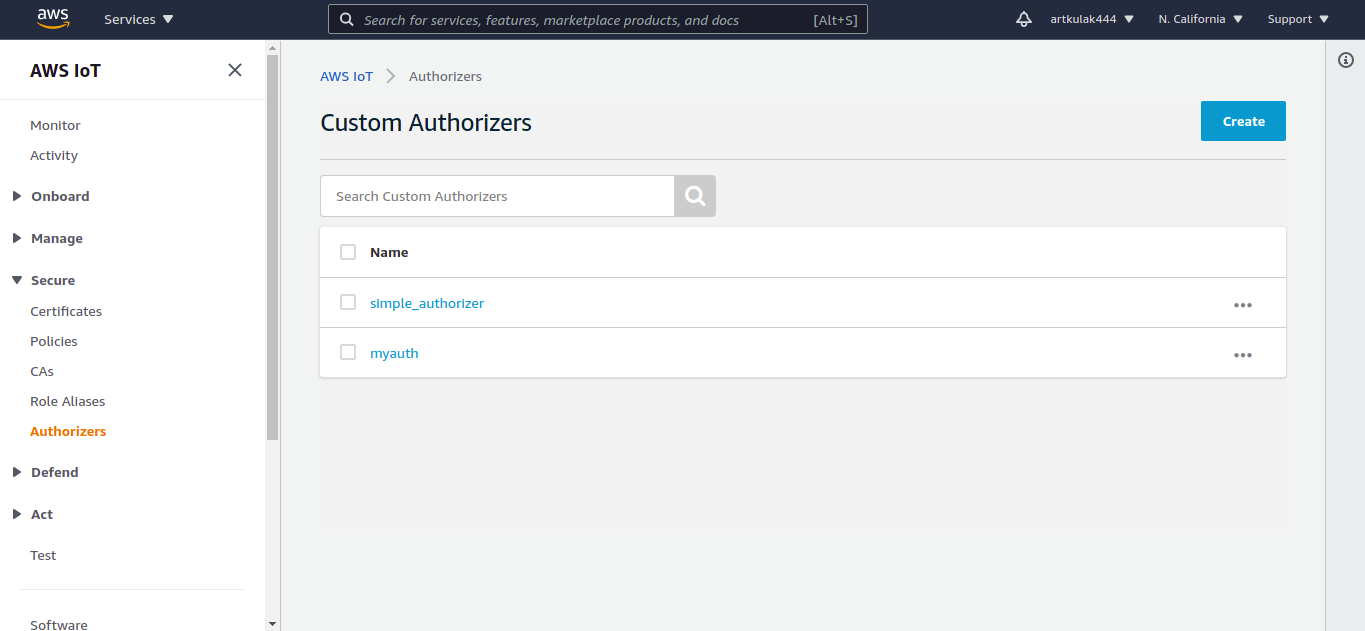 aws
Services
Search for services, features, marketplace products, and docs [Alt+S]
artkulak444
N. California
Support
AWS IoT
Monitor
Activity
Onboard
Manage
Secure
Certificates
Policies
CAs
Role Aliases
Authorizers
Defend
Act
Test
Software
AWS IoT Authorizers
Custom Authorizers
Create
Search Custom Authorizers
Name
simple_authorizer
myauth